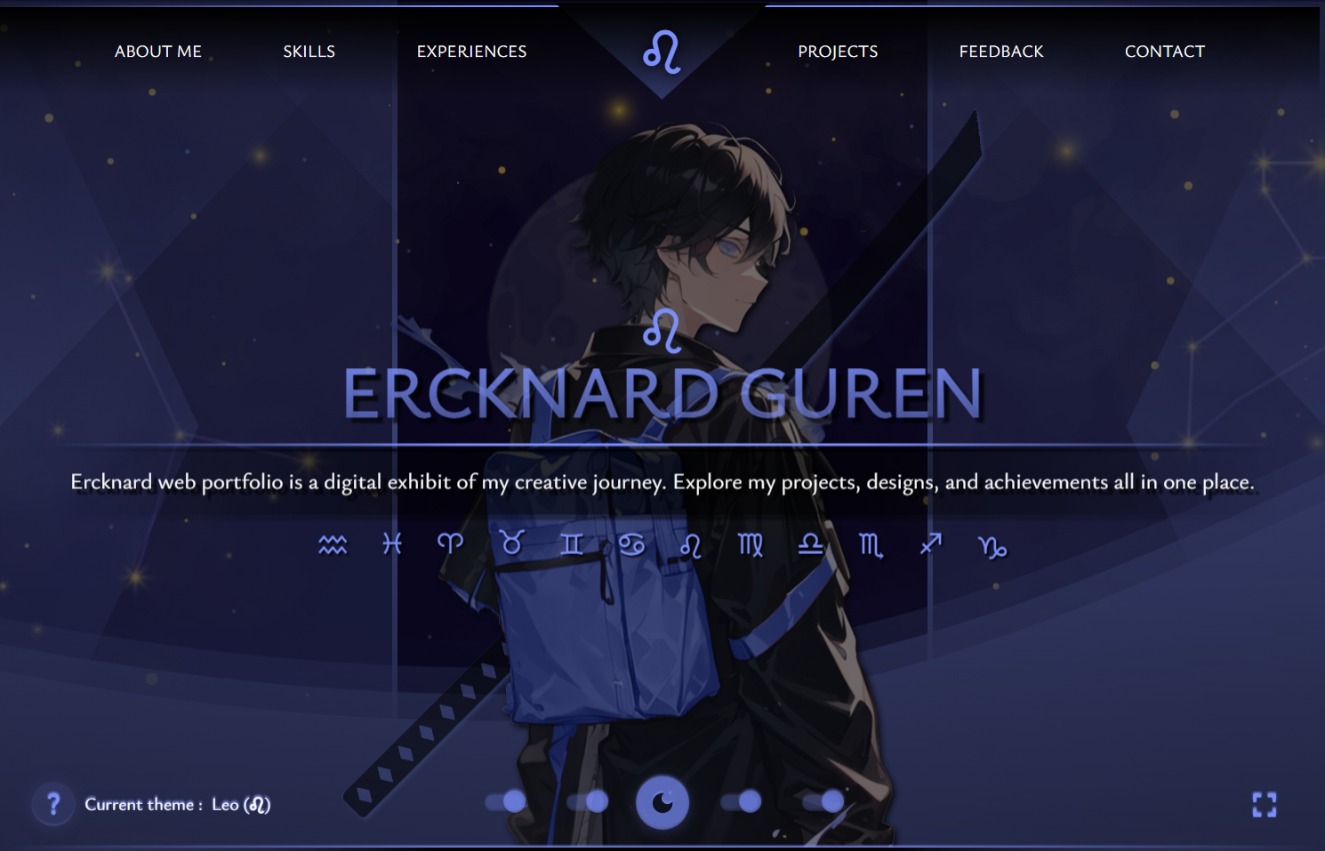 ABOUT ME SKILLS EXPERIENCES ♌ PROJECTS FEEDBACK CONTACT
♌
ERCKNARD GUREN
Ercknard web portfolio is a digital exhibit of my creative journey. Explore my projects, designs, and achievements all in one place.
♒ ♓ ♈ ♉ ♊ ♋ ♌ ♍ ♎ ♏ ♐ ♑
? Current theme : Leo (♌)